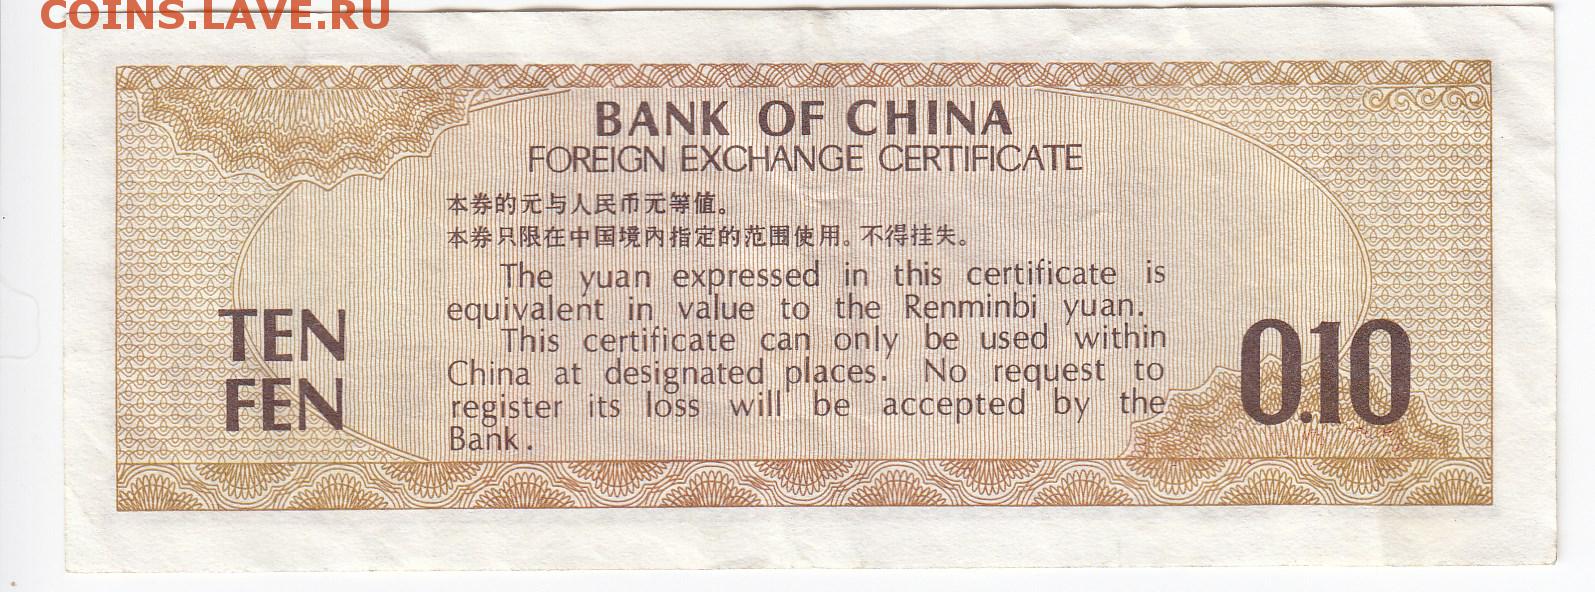 COINS.LAVE.RU
BANK OF CHINA
FOREIGN EXCHANGE CERTIFICATE
本券的元与人民币元等值。
本券只限在中国境内指定的范围使用。不得挂失。
The yuan expressed in this certificate is
equivalent in value to the Renminbi yuan.
This certificate can only be used within
China at designated places. No request to
register its loss will be accepted by the
Bank.
TEN
FEN
0.10